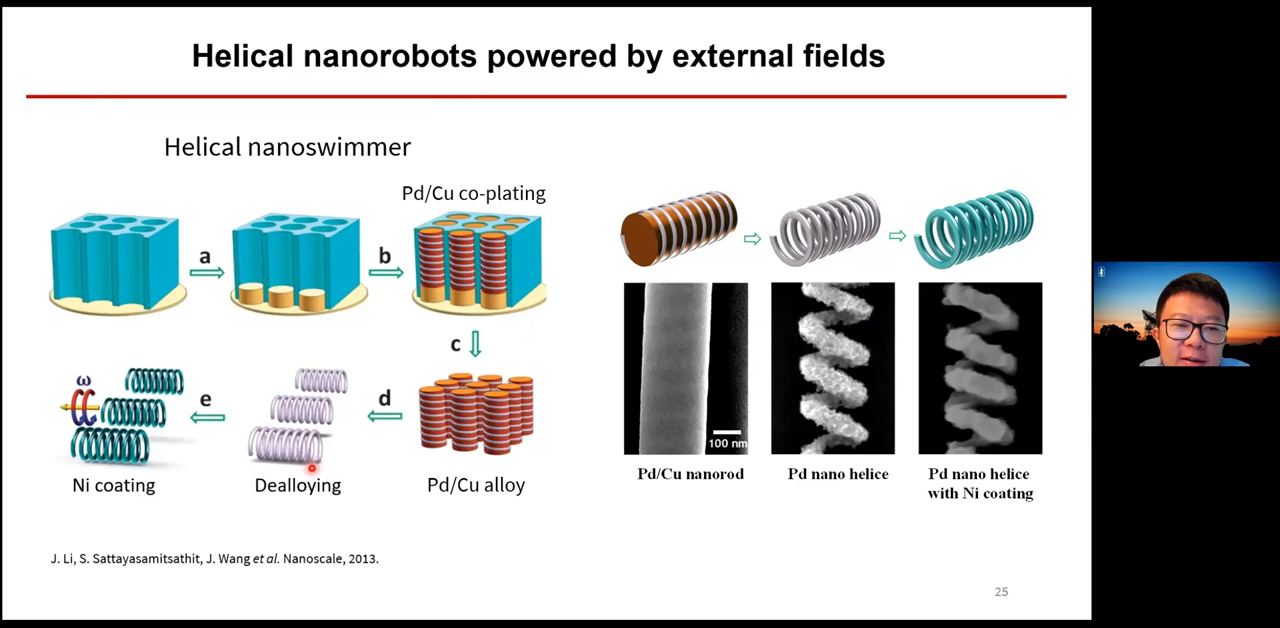 Helical nanorobots powered by external fields
Helical nanoswimmer
Pd/Cu co-plating
a
b
c
d
e
ω
Ni coating
Dealloying
Pd/Cu alloy
100 nm
Pd/Cu nanorod
Pd nano helice
Pd nano helice
with Ni coating
J. Li, S. Sattayasamitsathit, J. Wang et al. Nanoscale, 2013.
25